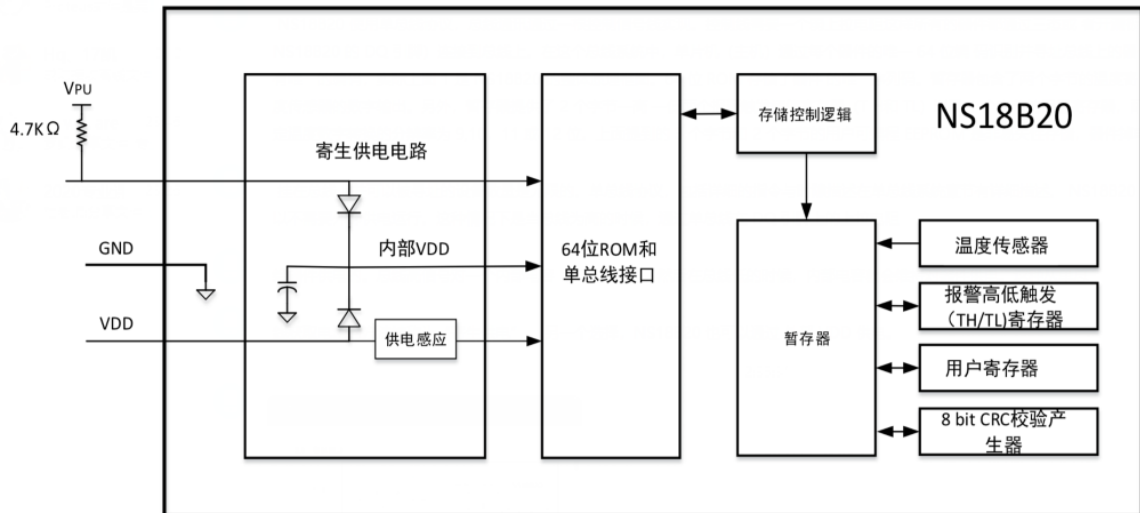 VPU
4.7KΩ
GND
VDD
寄生供电电路
内部VDD
供电感应
64位ROM和
单总线接口
存储控制逻辑
NS18B20
暂存器
温度传感器
报警高低触发
（TH/TL)寄存器
用户寄存器
8 bit CRC校验产
生器